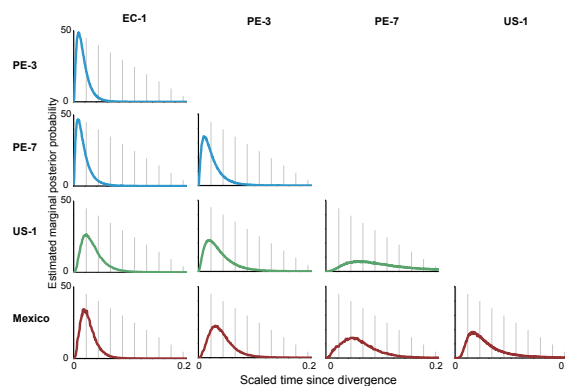 EC-1
PE-3
PE-7
US-1
PE-3
50
0
PE-7
50
0
US-1
50
0
Mexico
50
0
0
0.2
0
0.2
0
0.2
0
Estimated marginal posterior probability
Scaled time since divergence